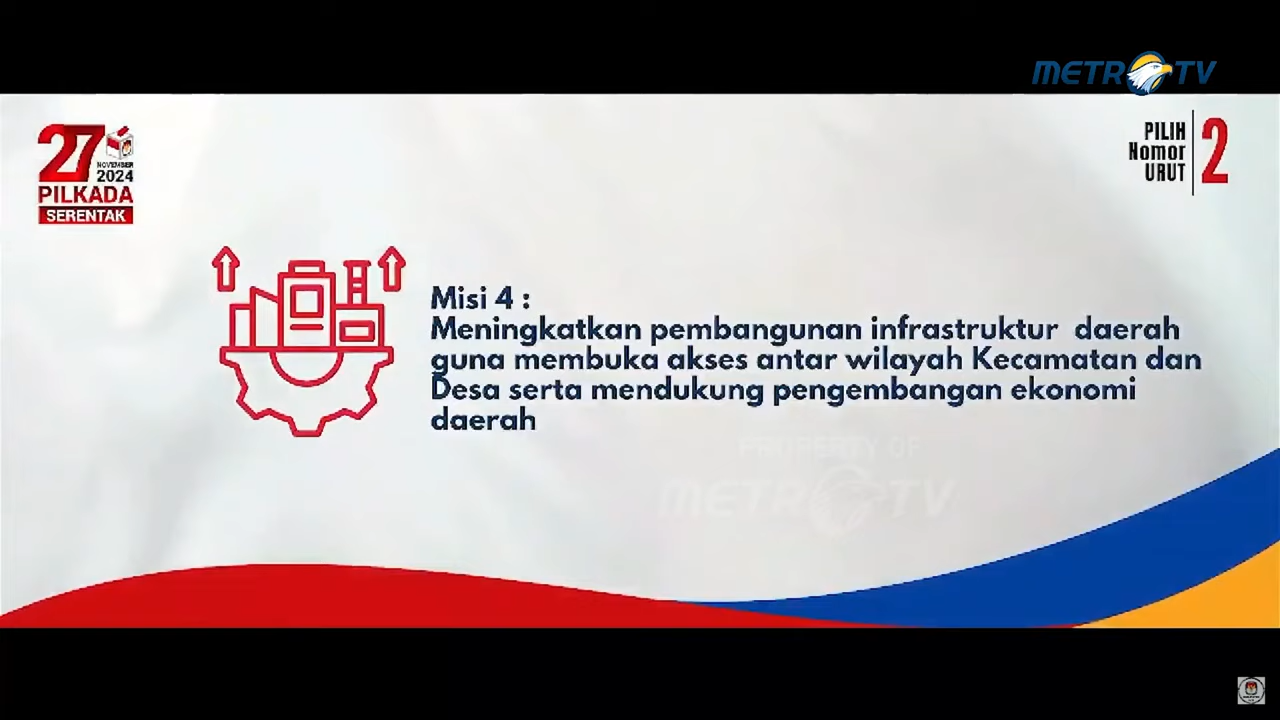 METRO TV
27
NOVEMBER
2024
PILKADA
SERENTAK
PILIH
Nomor
URUT
2
Misi 4 :
Meningkatkan pembangunan infrastruktur daerah
guna membuka akses antar wilayah Kecamatan dan
Desa serta mendukung pengembangan ekonomi
daerah
PROPERTY OF
METRO TV